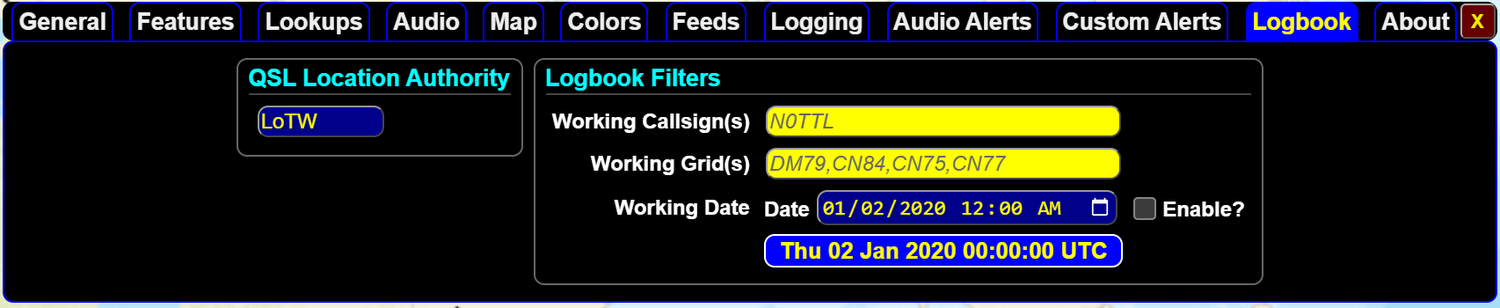 General Features Lookups Audio Map Colors Feeds Logging Audio Alerts Custom Alerts Logbook About X
QSL Location Authority
LoTW
Logbook Filters
Working Callsign(s) N0TTL
Working Grid(s) DM79,CN84,CN75,CN77
Working Date Date 01/02/2020 12:00 AM Enable?
Thu 02 Jan 2020 00:00:00 UTC